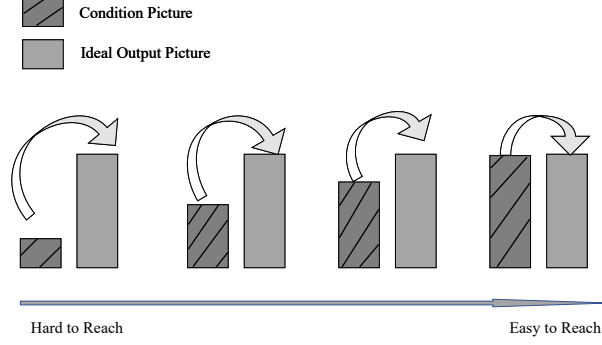 Condition Picture
Ideal Output Picture
Hard to Reach
Easy to Reach